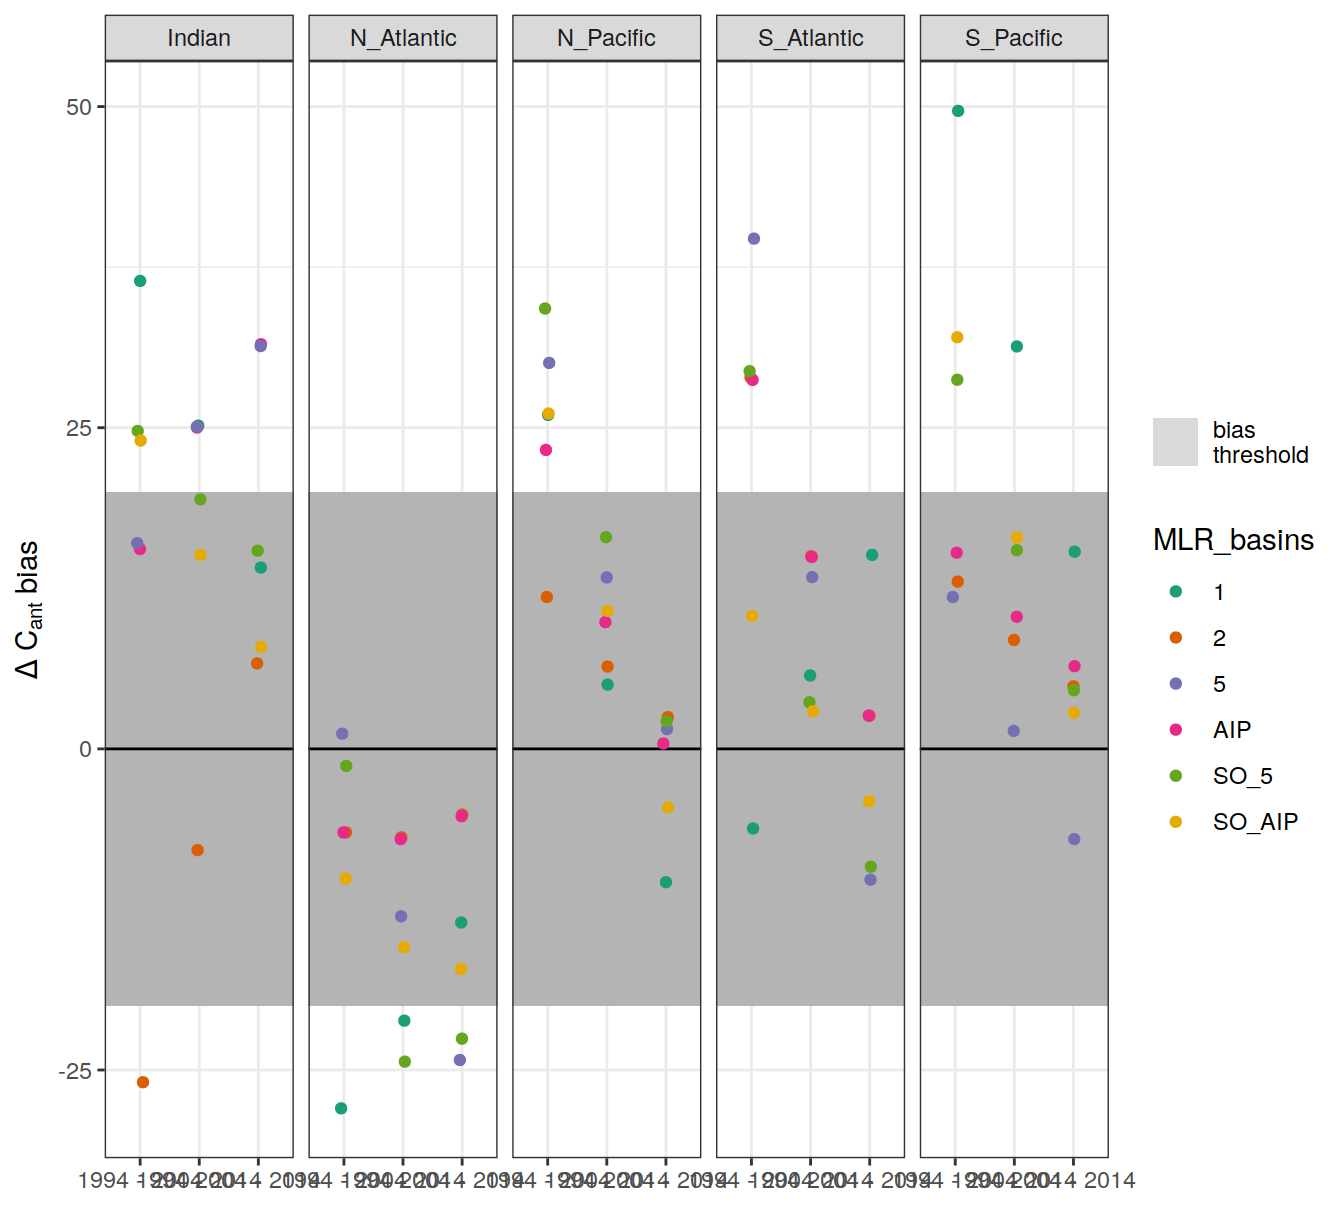 Indian
N_Atlantic
N_Pacific
S_Atlantic
S_Pacific
50
25
0
-25
Δ Cant bias
bias
threshold
MLR_basins
1
2
5
AIP
SO_5
SO_AIP
1994
2014